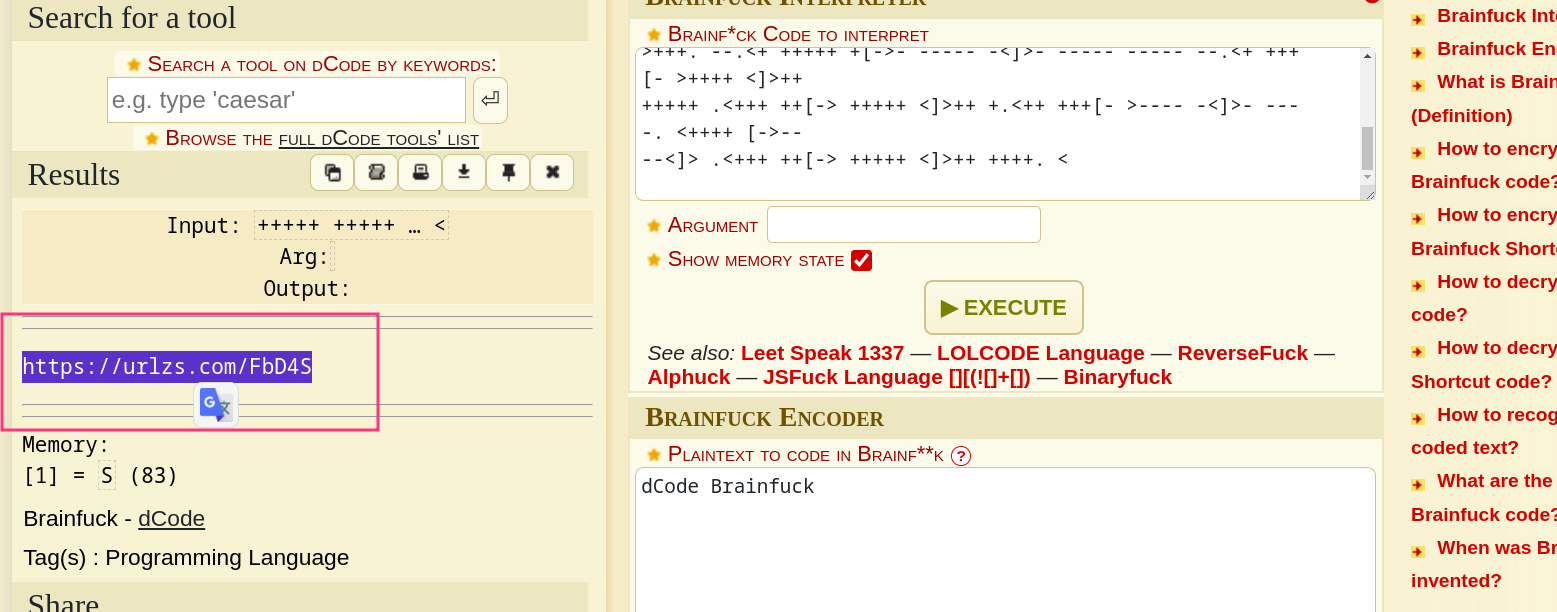 Search for a tool
Search a tool on dCode by keywords:
e.g. type 'caesar'
Browse the full dCode tools' list
Results
Input: +++++ +++++ … <
Arg:
Output:
https://urlzs.com/FbD4S
G
Memory:
[1] = S (83)
Brainfuck - dCode
Tag(s) : Programming Language
Share
Brainfuck Interpreter
Brainf*ck Code to interpret
>+++. --.<+ +++++ +[->- ----- -<]>- ----- ----- --.<+ +++
[- >++++ <]>++
+++++ .<+++ ++[-> +++++ <]>++ +.<++ +++[- >---- -<]>- ---
-. <++++ [->--
--<]> .<+++ ++[-> +++++ <]>++ ++++. <
Argument
Show memory state
▶ EXECUTE
See also: Leet Speak 1337 — LOLCODE Language — ReverseFuck —
Alphuck — JSFuck Language [][(![]+[]) — Binaryfuck
Brainfuck Encoder
Plaintext to code in Brainf**k ?
dCode Brainfuck
Brainfuck Int
Brainfuck En
What is Brain
(Definition)
How to encry
Brainfuck code?
How to encry
Brainfuck Short
How to decry
code?
How to decry
Shortcut code?
How to recog
coded text?
What are the
Brainfuck code?
When was Br
invented?